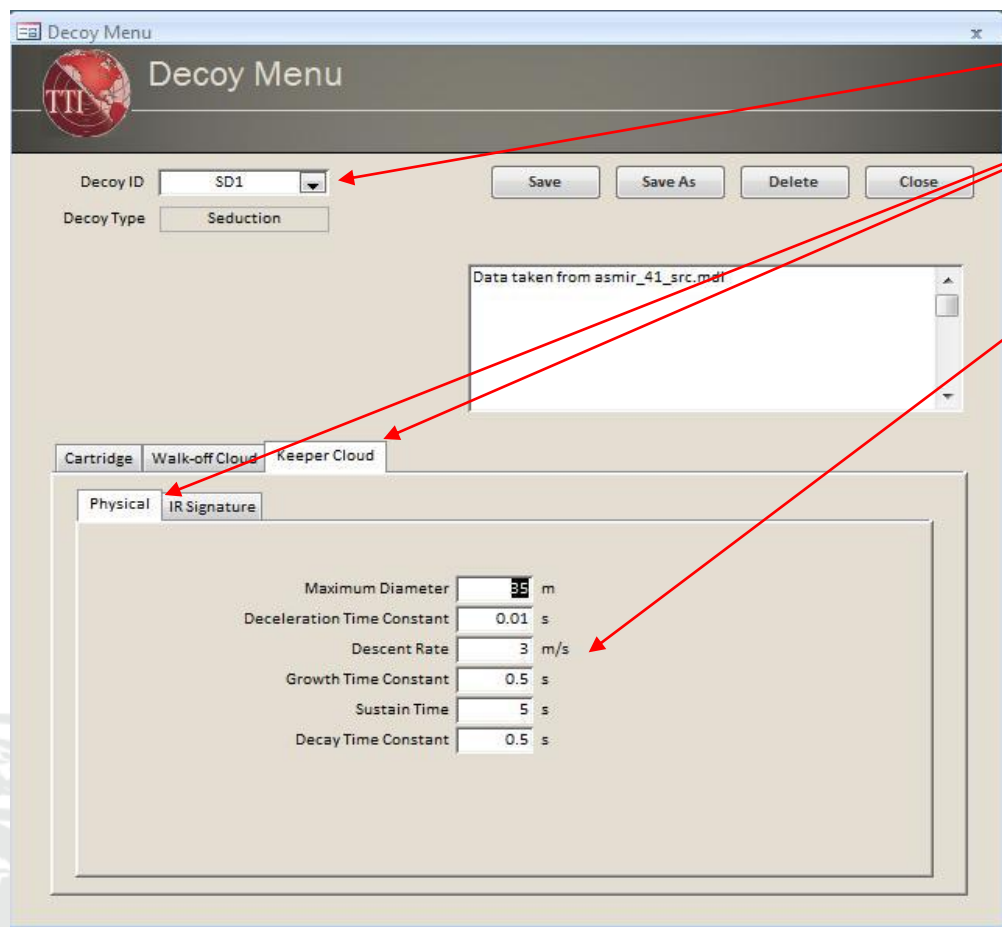 Decoy Menu x
TTI Decoy Menu
Decoy ID SD1 Save Save As Delete Close
Decoy Type Seduction
Data taken from asmir_41_src.mdl
Cartridge Walk-off Cloud Keeper Cloud
Physical IR Signature
Maximum Diameter 35 m
Deceleration Time Constant 0.01 s
Descent Rate 3 m/s
Growth Time Constant 0.5 s
Sustain Time 5 s
Decay Time Constant 0.5 s